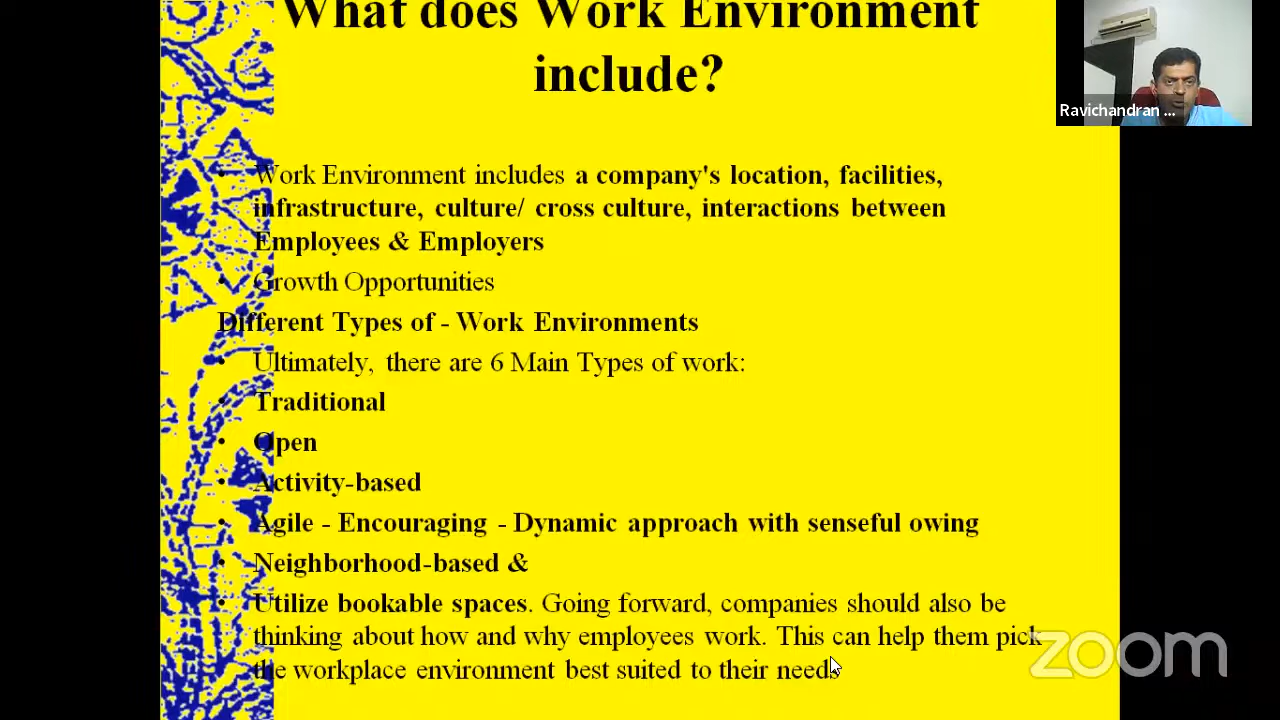 What does Work Environment
include?
Ravichandran ...
• Work Environment includes a company's location, facilities,
infrastructure, culture/ cross culture, interactions between
Employees & Employers
• Growth Opportunities
Different Types of - Work Environments
• Ultimately, there are 6 Main Types of work:
• Traditional
• Open
• Activity-based
• Agile - Encouraging - Dynamic approach with senseful owing
• Neighborhood-based &
• Utilize bookable spaces. Going forward, companies should also be
thinking about how and why employees work. This can help them pick
the workplace environment best suited to their needs
zoom